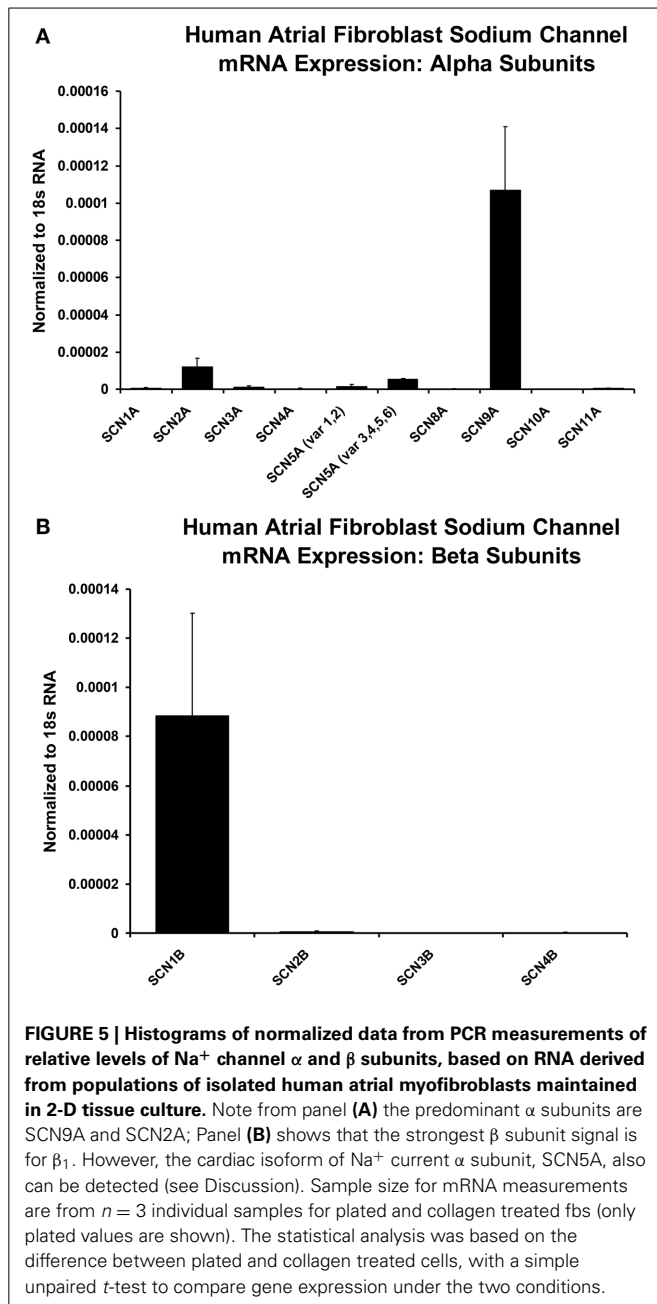 A
Human Atrial Fibroblast Sodium Channel
mRNA Expression: Alpha Subunits
Normalized to 18s RNA
0.00016
0.00014
0.00012
0.0001
0.00008
0.00006
0.00004
0.00002
0
SCN1A
SCN2A
SCN3A
SCN4A
SCN5A (var 1,2)
SCN5A (var 3,4,5,6)
SCN8A
SCN9A
SCN10A
SCN11A
B
Human Atrial Fibroblast Sodium Channel
mRNA Expression: Beta Subunits
Normalized to 18s RNA
0.00014
0.00012
0.0001
0.00008
0.00006
0.00004
0.00002
0
SCN1B
SCN2B
SCN3B
SCN4B
FIGURE 5 | Histograms of normalized data from PCR measurements of
relative levels of Na⁺ channel α and β subunits, based on RNA derived
from populations of isolated human atrial myofibroblasts maintained
in 2-D tissue culture. Note from panel (A) the predominant α subunits are
SCN9A and SCN2A; Panel (B) shows that the strongest β subunit signal is
for β₁. However, the cardiac isoform of Na⁺ current α subunit, SCN5A, also
can be detected (see Discussion). Sample size for mRNA measurements
are from n = 3 individual samples for plated and collagen treated fbs (only
plated values are shown). The statistical analysis was based on the
difference between plated and collagen treated cells, with a simple
unpaired t-test to compare gene expression under the two conditions.